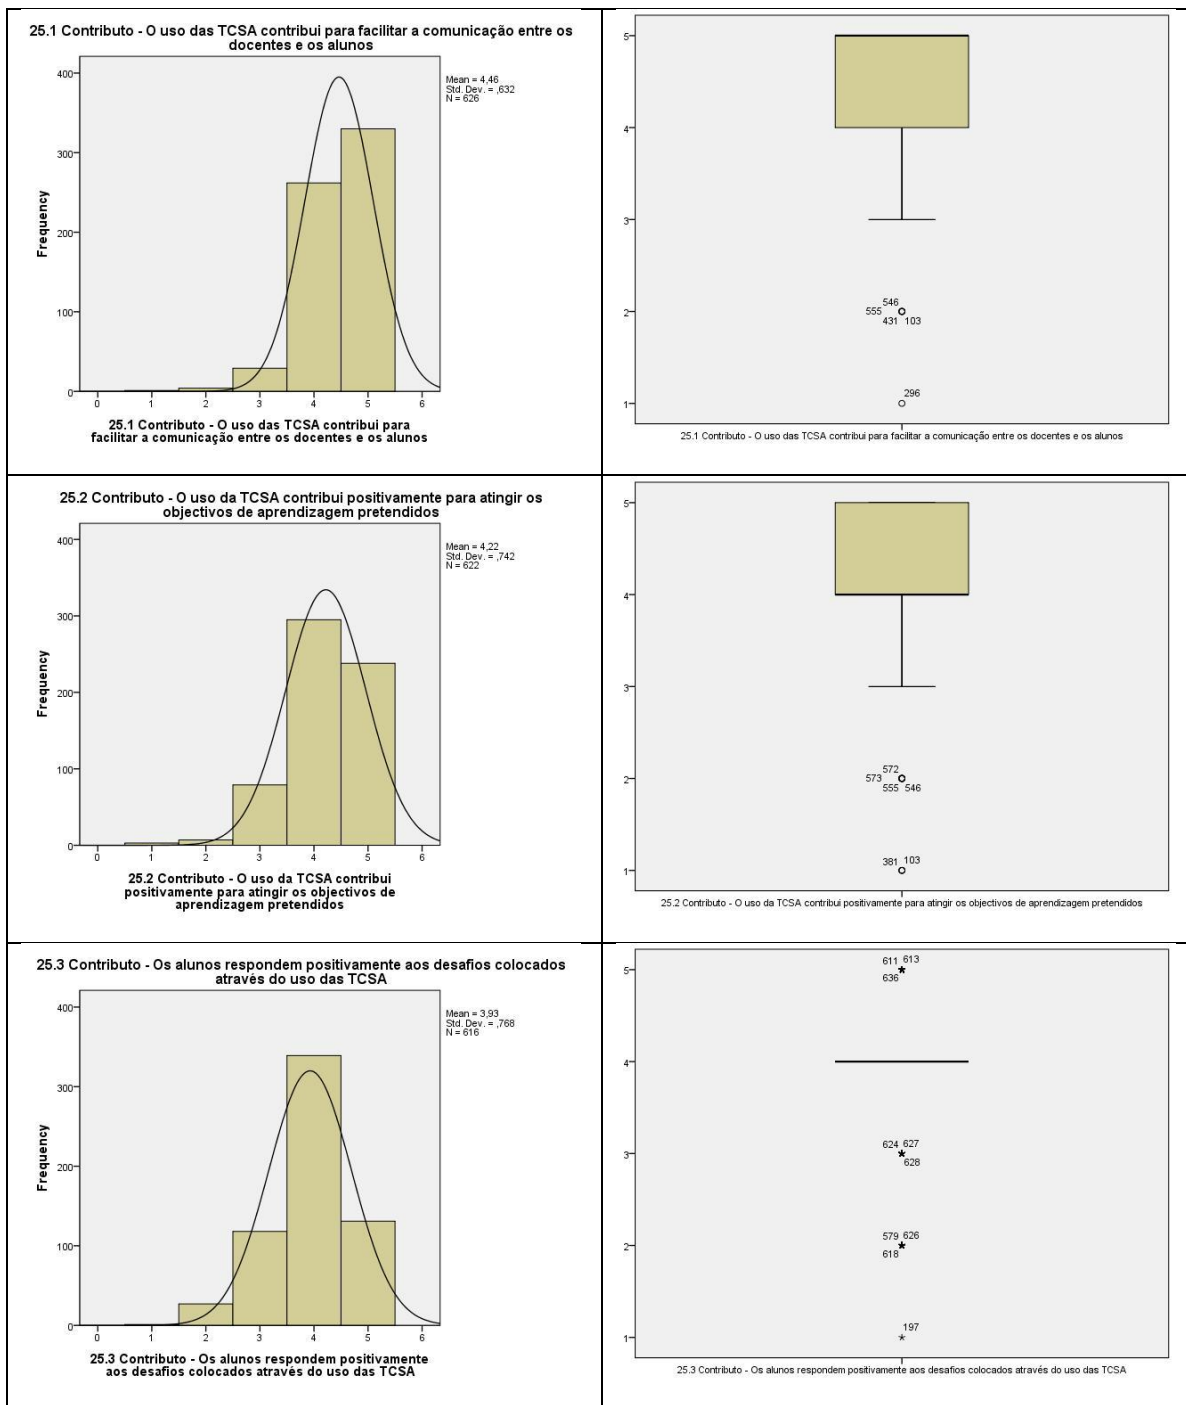 25.1 Contributo - O uso das TCSA contribui para facilitar a comunicação entre os
docentes e os alunos
Mean = 4,46
Std. Dev. = ,632
N = 626
Frequency
400
300
200
100
0
0 1 2 3 4 5 6
25.1 Contributo - O uso das TCSA contribui para
facilitar a comunicação entre os docentes e os alunos
5
4
3
546
555
2
431 103
296
1
25.1 Contributo - O uso das TCSA contribui para facilitar a comunicação entre os docentes e os alunos
25.2 Contributo - O uso da TCSA contribui positivamente para atingir os
objectivos de aprendizagem pretendidos
Mean = 4,22
Std. Dev. = ,742
N = 622
Frequency
400
300
200
100
0
0 1 2 3 4 5 6
25.2 Contributo - O uso da TCSA contribui
positivamente para atingir os objectivos de
aprendizagem pretendidos
5
4
3
572
573
2
555 546
381 103
1
25.2 Contributo - O uso da TCSA contribui positivamente para atingir os objectivos de aprendizagem pretendidos
25.3 Contributo - Os alunos respondem positivamente aos desafios colocados
através do uso das TCSA
Mean = 3,93
Std. Dev. = ,768
N = 616
Frequency
400
300
200
100
0
0 1 2 3 4 5 6
25.3 Contributo - Os alunos respondem positivamente
aos desafios colocados através do uso das TCSA
611 613
5
636
4
624 627
3
628
579 626
2
618
197
1
25.3 Contributo - Os alunos respondem positivamente aos desafios colocados através do uso das TCSA